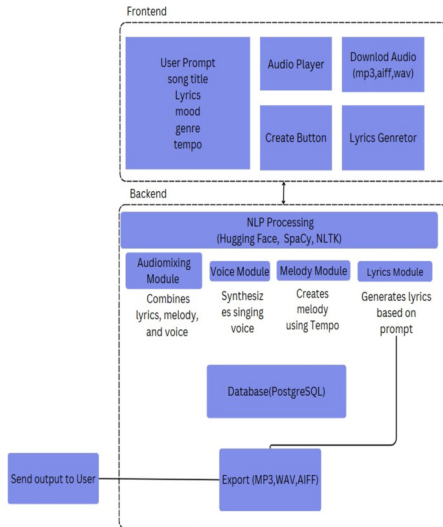 Frontend
User Prompt
song title
Lyrics
mood
genre
tempo
Audio Player
Downlod Audio
(mp3,aiff,wav)
Create Button
Lyrics Genretor
Backend
NLP Processing
(Hugging Face, SpaCy, NLTK)
Audiomixing
Module
Combines
lyrics, melody,
and voice
Voice Module
Synthesiz
es singing
voice
Melody Module
Creates
melody
using Tempo
Lyrics Module
Generates lyrics
based on
prompt
Database(PostgreSQL)
Send output to User
Export (MP3,WAV,AIFF)